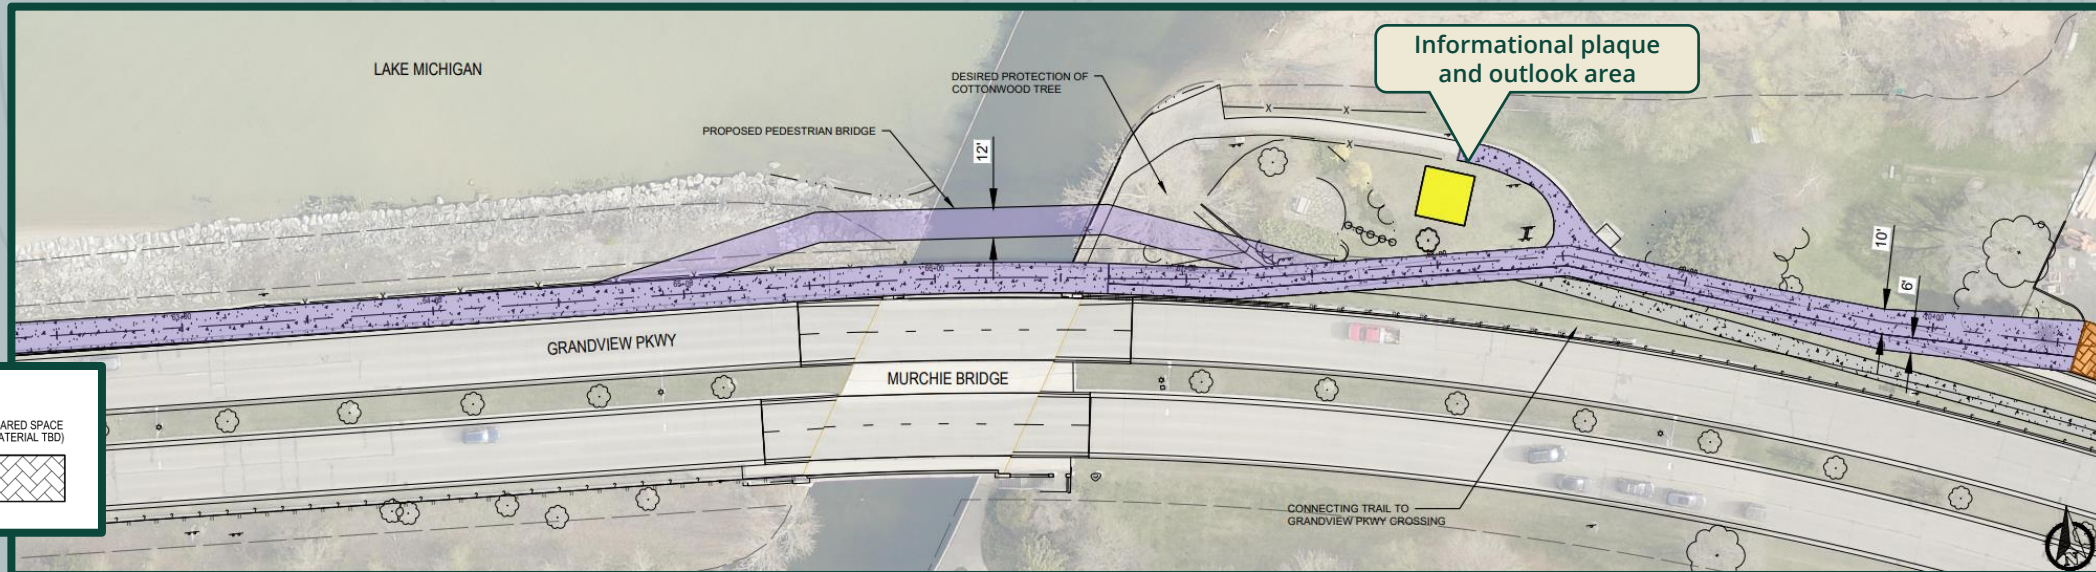 LAKE MICHIGAN
DESIRED PROTECTION OF
COTTONWOOD TREE
Informational plaque
and outlook area
PROPOSED PEDESTRIAN BRIDGE
12'
10'
6'
GRANDVIEW PKWY
MURCHIE BRIDGE
ARED SPACE
ATERIAL TBD)
CONNECTING TRAIL TO
GRANDVIEW PKWY CROSSING